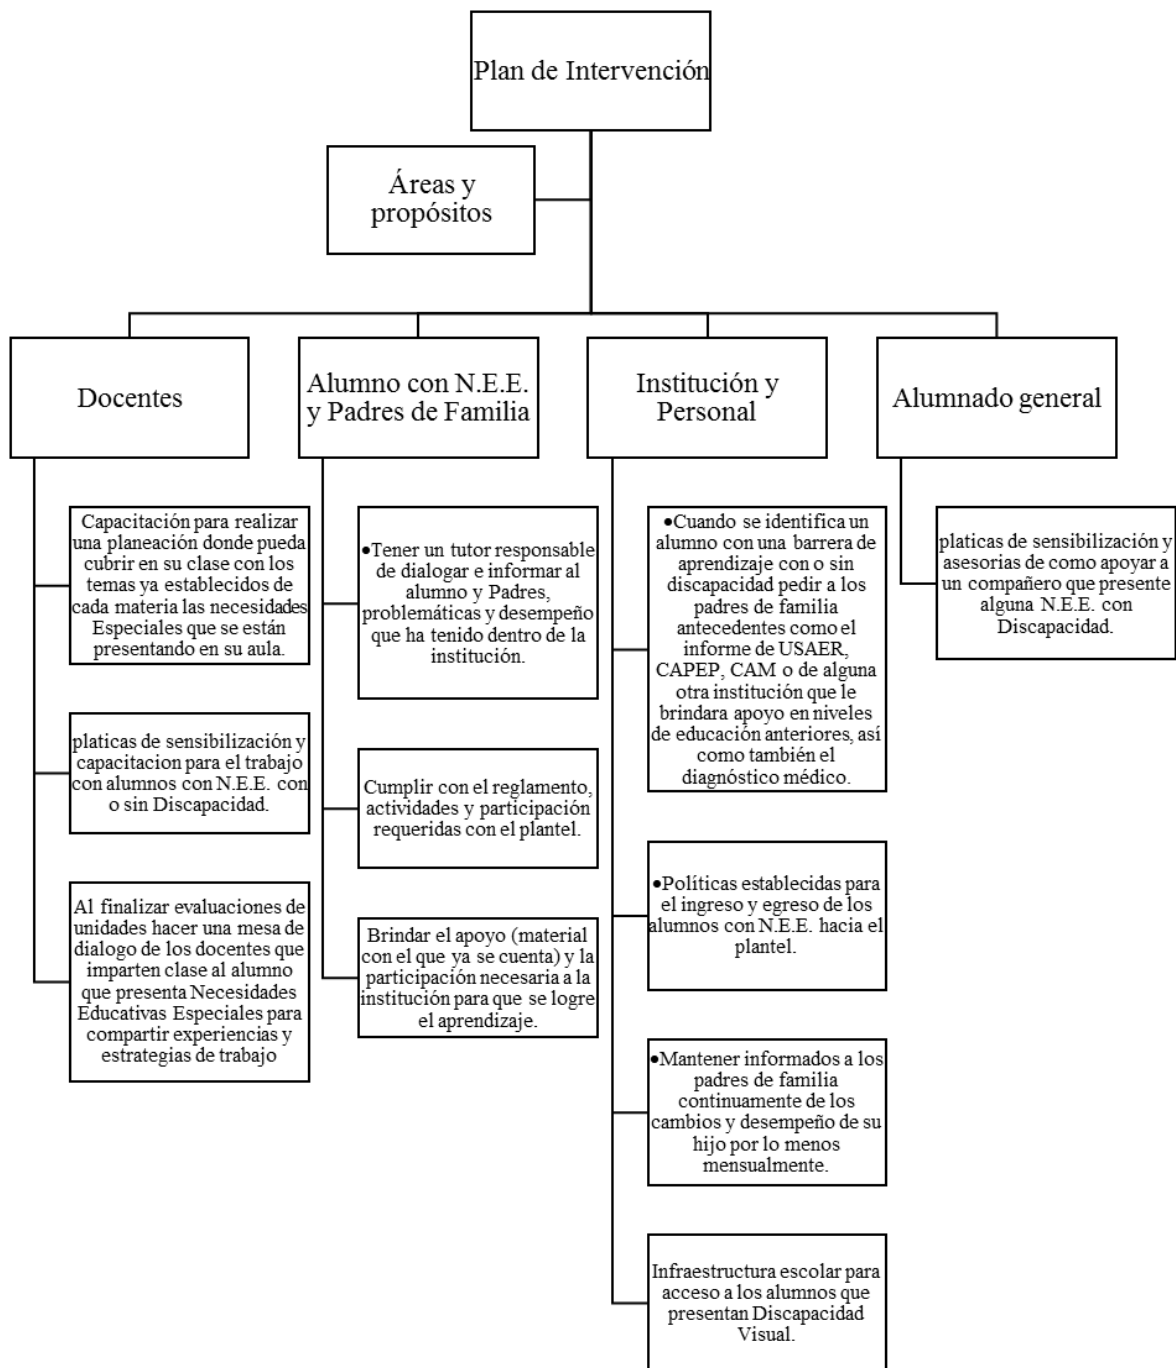 Plan de Intervención
Áreas y
propósitos
Docentes
Capacitación para realizar
una planeación donde pueda
cubrir en su clase con los
temas ya establecidos de
cada materia las necesidades
Especiales que se están
presentando en su aula.
platicas de sensibilización y
capacitacion para el trabajo
con alumnos con N.E.E. con
o sin Discapacidad.
Al finalizar evaluaciones de
unidades hacer una mesa de
dialogo de los docentes que
imparten clase al alumno
que presenta Necesidades
Educativas Especiales para
compartir experiencias y
estrategias de trabajo
Alumno con N.E.E.
y Padres de Familia
•Tener un tutor responsable
de dialogar e informar al
alumno y Padres,
problemáticas y desempeño
que ha tenido dentro de la
institución.
Cumplir con el reglamento,
actividades y participación
requeridas con el plantel.
Brindar el apoyo (material
con el que ya se cuenta) y la
participación necesaria a la
institución para que se logre
el aprendizaje.
Institución y
Personal
•Cuando se identifica un
alumno con una barrera de
aprendizaje con o sin
discapacidad pedir a los
padres de familia
antecedentes como el
informe de USAER,
CAPEP, CAM o de alguna
otra institución que le
brindara apoyo en niveles
de educación anteriores, así
como también el
diagnóstico médico.
•Políticas establecidas para
el ingreso y egreso de los
alumnos con N.E.E. hacia el
plantel.
•Mantener informados a los
padres de familia
continuamente de los
cambios y desempeño de su
hijo por lo menos
mensualmente.
Infraestructura escolar para
acceso a los alumnos que
presentan Discapacidad
Visual.
Alumnado general
platicas de sensibilización y
asesorias de como apoyar a
un compañero que presente
alguna N.E.E. con
Discapacidad.